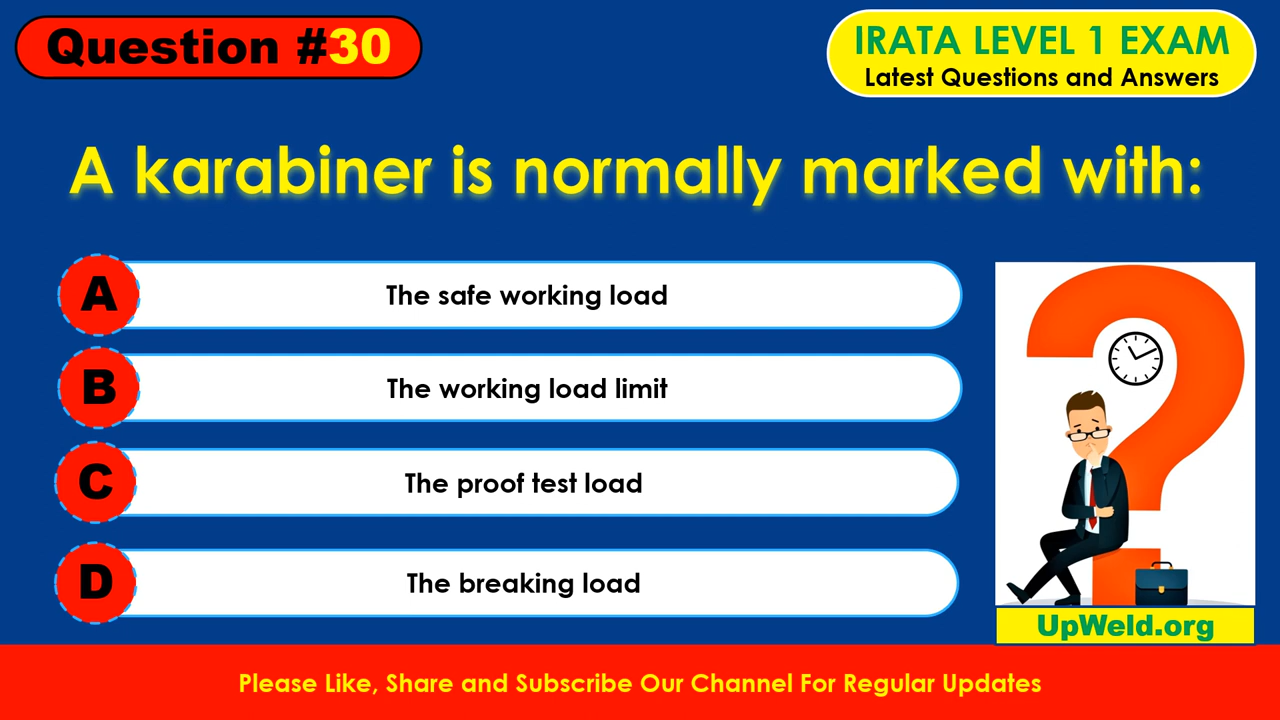 Question #30
IRATA LEVEL 1 EXAM
Latest Questions and Answers
A karabiner is normally marked with:
A The safe working load
B The working load limit
C The proof test load
D The breaking load
UpWeld.org
Please Like, Share and Subscribe Our Channel For Regular Updates